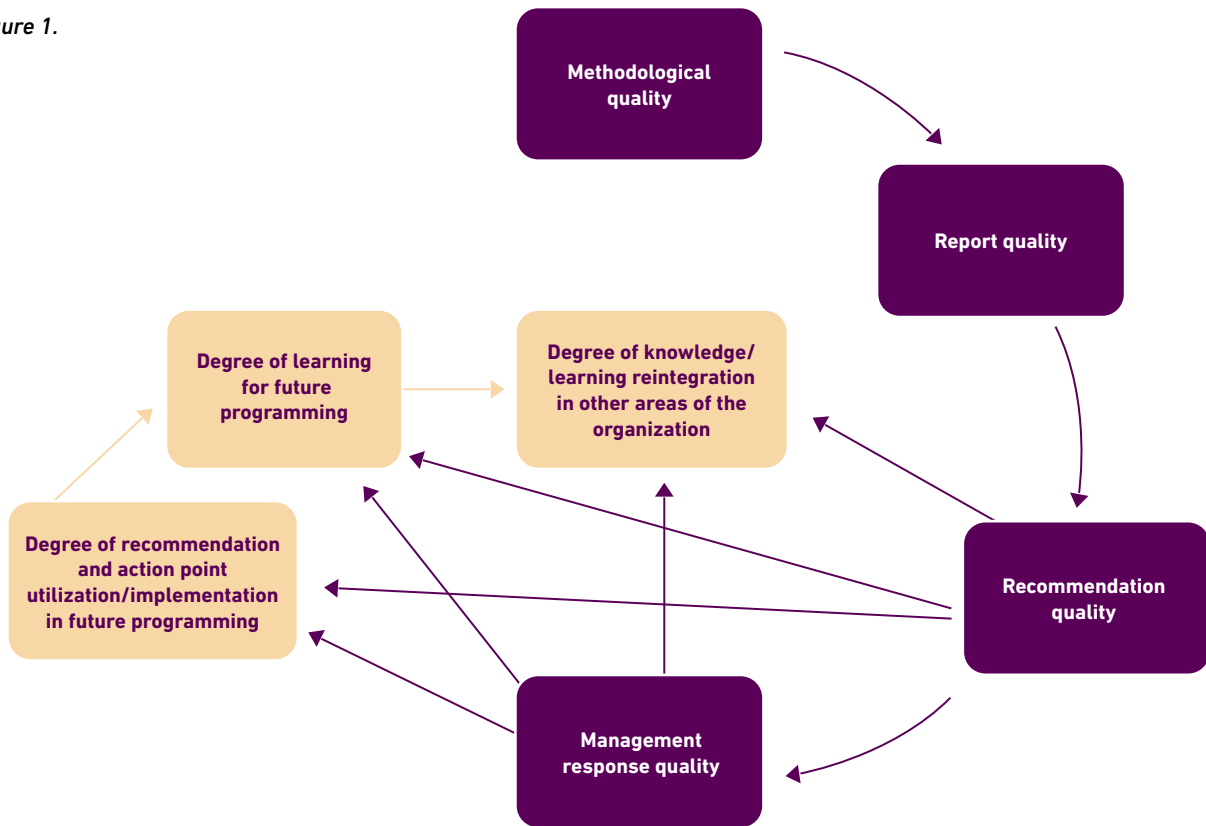 ure 1.
Methodological
quality
Report quality
Degree of learning
for future
programming
Degree of knowledge/
learning reintegration
in other areas of the
organization
Degree of recommendation
and action point
utilization/implementation
in future programming
Recommendation
quality
Management
response quality